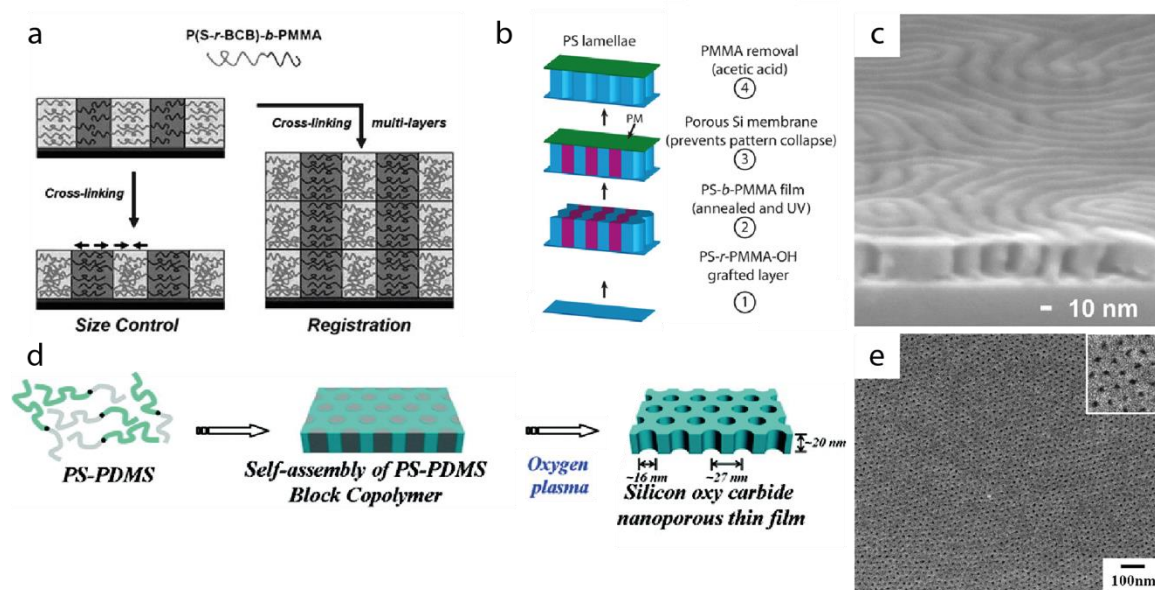 a
P(S-r-BCB)-b-PMMA
Cross-linking
multi-layers
Cross-linking
Size Control
Registration
b
PS lamellae
PMMA removal
(acetic acid)
④
PM
Porous Si membrane
(prevents pattern collapse)
③
PS-b-PMMA film
(annealed and UV)
②
PS-r-PMMA-OH
grafted layer
①
c
10 nm
d
PS-PDMS
Self-assembly of PS-PDMS
Block Copolymer
Oxygen
plasma
~20 nm
~16 nm
~27 nm
Silicon oxy carbide
nanoporous thin film
e
100nm